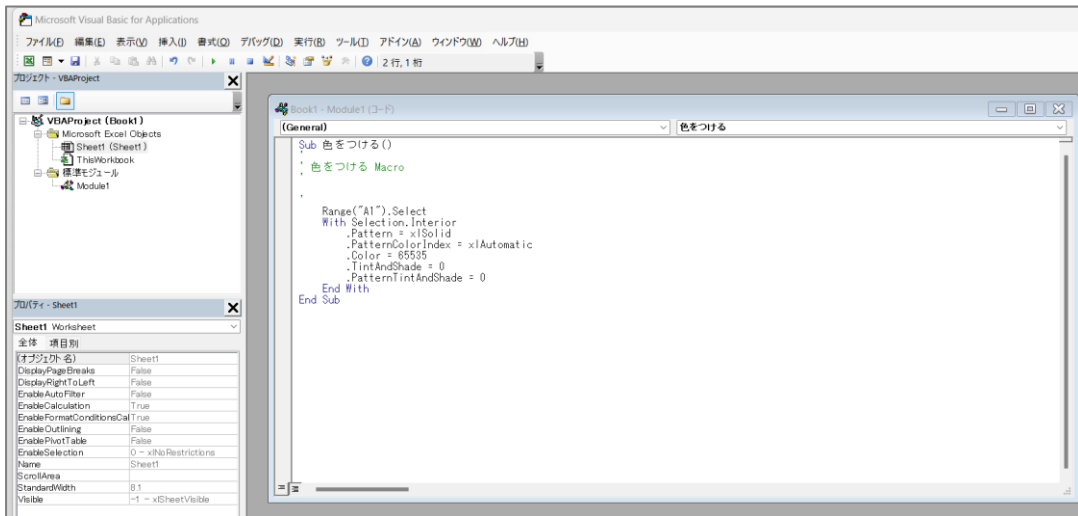 Microsoft Visual Basic for Applications
ファイル(F) 編集(E) 表示(V) 挿入(I) 書式(O) デバッグ(D) 実行(R) ツール(T) アドイン(A) ウィンドウ(W) ヘルプ(H)
2 行, 1 桁
プロジェクト - VBAProject
VBAProject (Book1)
Microsoft Excel Objects
Sheet1 (Sheet1)
ThisWorkbook
標準モジュール
Module1
プロパティ - Sheet1
Sheet1 Worksheet
全体 項目別
(オブジェクト名) Sheet1
DisplayPageBreaks False
DisplayRightToLeft False
EnableAutoFilter False
EnableCalculation True
EnableFormatConditionsCal True
EnableOutlining False
EnablePivotTable False
EnableSelection 0 - xlNoRestrictions
Name Sheet1
ScrollArea
StandardWidth 8.1
Visible -1 - xlSheetVisible
Book1 - Module1 (コード)
(General) 色をつける
Sub 色をつける()
'
' 色をつける Macro
'
'
Range("A1").Select
With Selection.Interior
.Pattern = xlSolid
.PatternColorIndex = xlAutomatic
.Color = 65535
.TintAndShade = 0
.PatternTintAndShade = 0
End With
End Sub